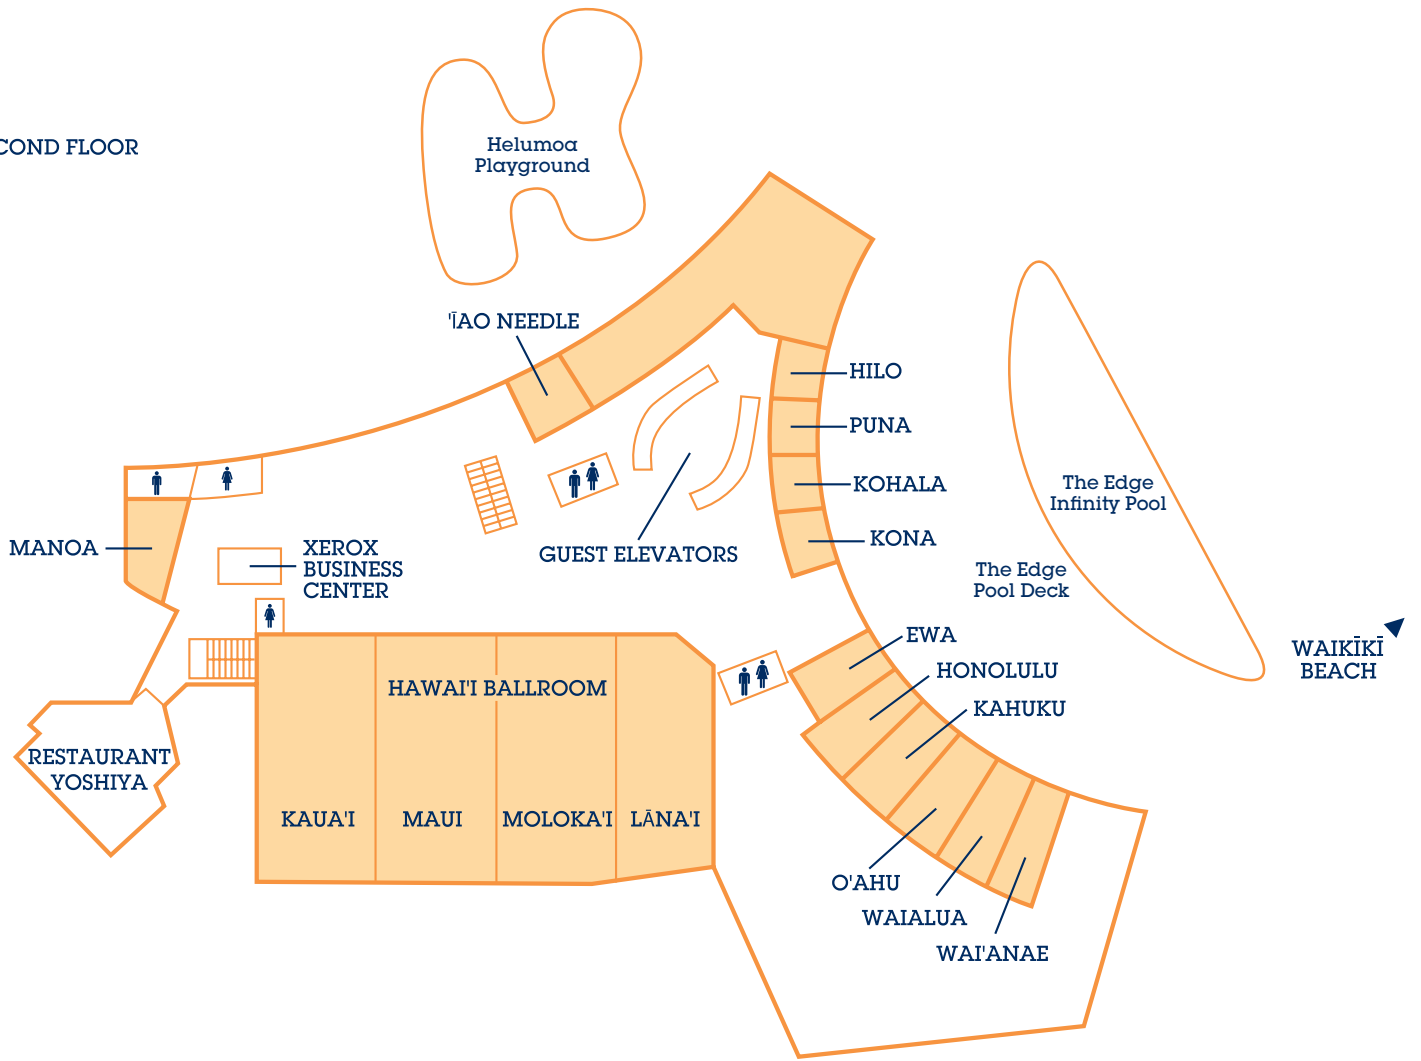 COND FLOOR
Helumoa
Playground
'ĪAO NEEDLE
HILO
PUNA
KOHALA
KONA
The Edge
Infinity Pool
The Edge
Pool Deck
WAIKĪKĪ
BEACH
GUEST ELEVATORS
MANOA
XEROX
BUSINESS
CENTER
EWA
HONOLULU
KAHUKU
HAWAI'I BALLROOM
RESTAURANT
YOSHIYA
KAUA'I
MAUI
MOLOKA'I
LĀNA'I
O'AHU
WAIALUA
WAI'ANAE